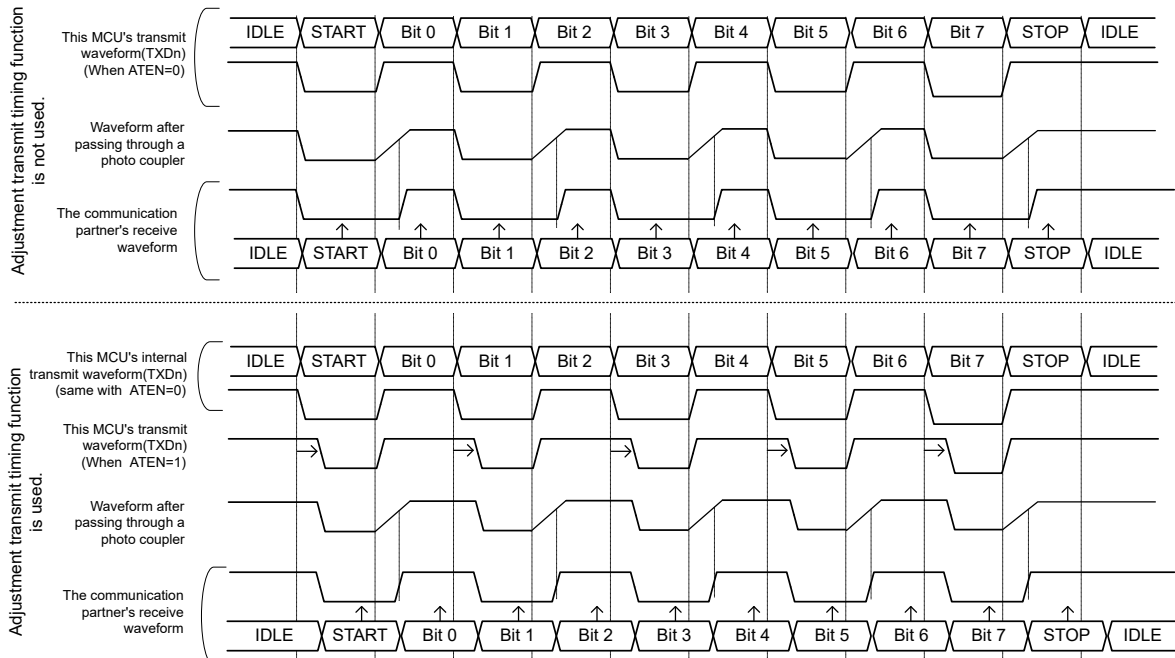 Adjustment transmit timing function
is not used.
This MCU's transmit
waveform(TXDn)
(When ATEN=0)
IDLE START Bit 0 Bit 1 Bit 2 Bit 3 Bit 4 Bit 5 Bit 6 Bit 7 STOP IDLE
Waveform after
passing through a
photo coupler
The communication
partner's receive
waveform
IDLE START Bit 0 Bit 1 Bit 2 Bit 3 Bit 4 Bit 5 Bit 6 Bit 7 STOP IDLE
Adjustment transmit timing function
is used.
This MCU's internal
transmit waveform(TXDn)
(same with ATEN=0)
IDLE START Bit 0 Bit 1 Bit 2 Bit 3 Bit 4 Bit 5 Bit 6 Bit 7 STOP IDLE
This MCU's transmit
waveform(TXDn)
(When ATEN=1)
Waveform after
passing through a
photo coupler
The communication
partner's receive
waveform
IDLE START Bit 0 Bit 1 Bit 2 Bit 3 Bit 4 Bit 5 Bit 6 Bit 7 STOP IDLE